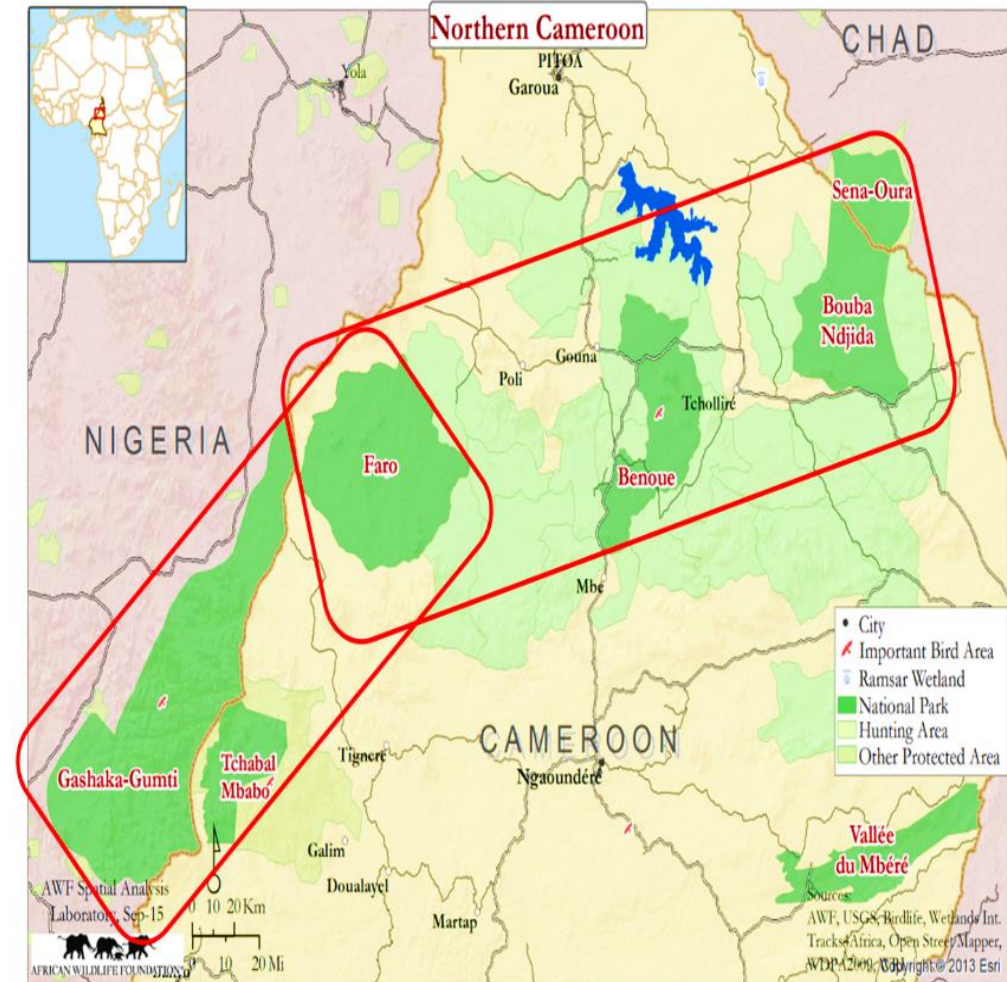 Northern Cameroon
CHAD
PITOA
Garoua
Yola
Sena-Oura
Bouba
Ndjida
Gouna
Poli
Tcholliré
NIGERIA
Faro
Benoue
Mbe
City
Important Bird Area
Ramsar Wetland
National Park
Hunting Area
Other Protected Area
CAMEROON
Tignere
Ngaoundéré
Tchabal
Mbabo
Gashaka-Gumti
Vallée
du Mbéré
Galim
Doualayel
Martap
AWF Spatial Analysis
Laboratory, Sep-15
0 10 20 Km
0 10 20 Mi
AFRICAN WILDLIFE FOUNDATION
Sources:
AWF, USGS, Birdlife, Wetlands Int.
Tracks4Africa, Open Street Mapper,
WDPA2009, Copyright:© 2013 Esri